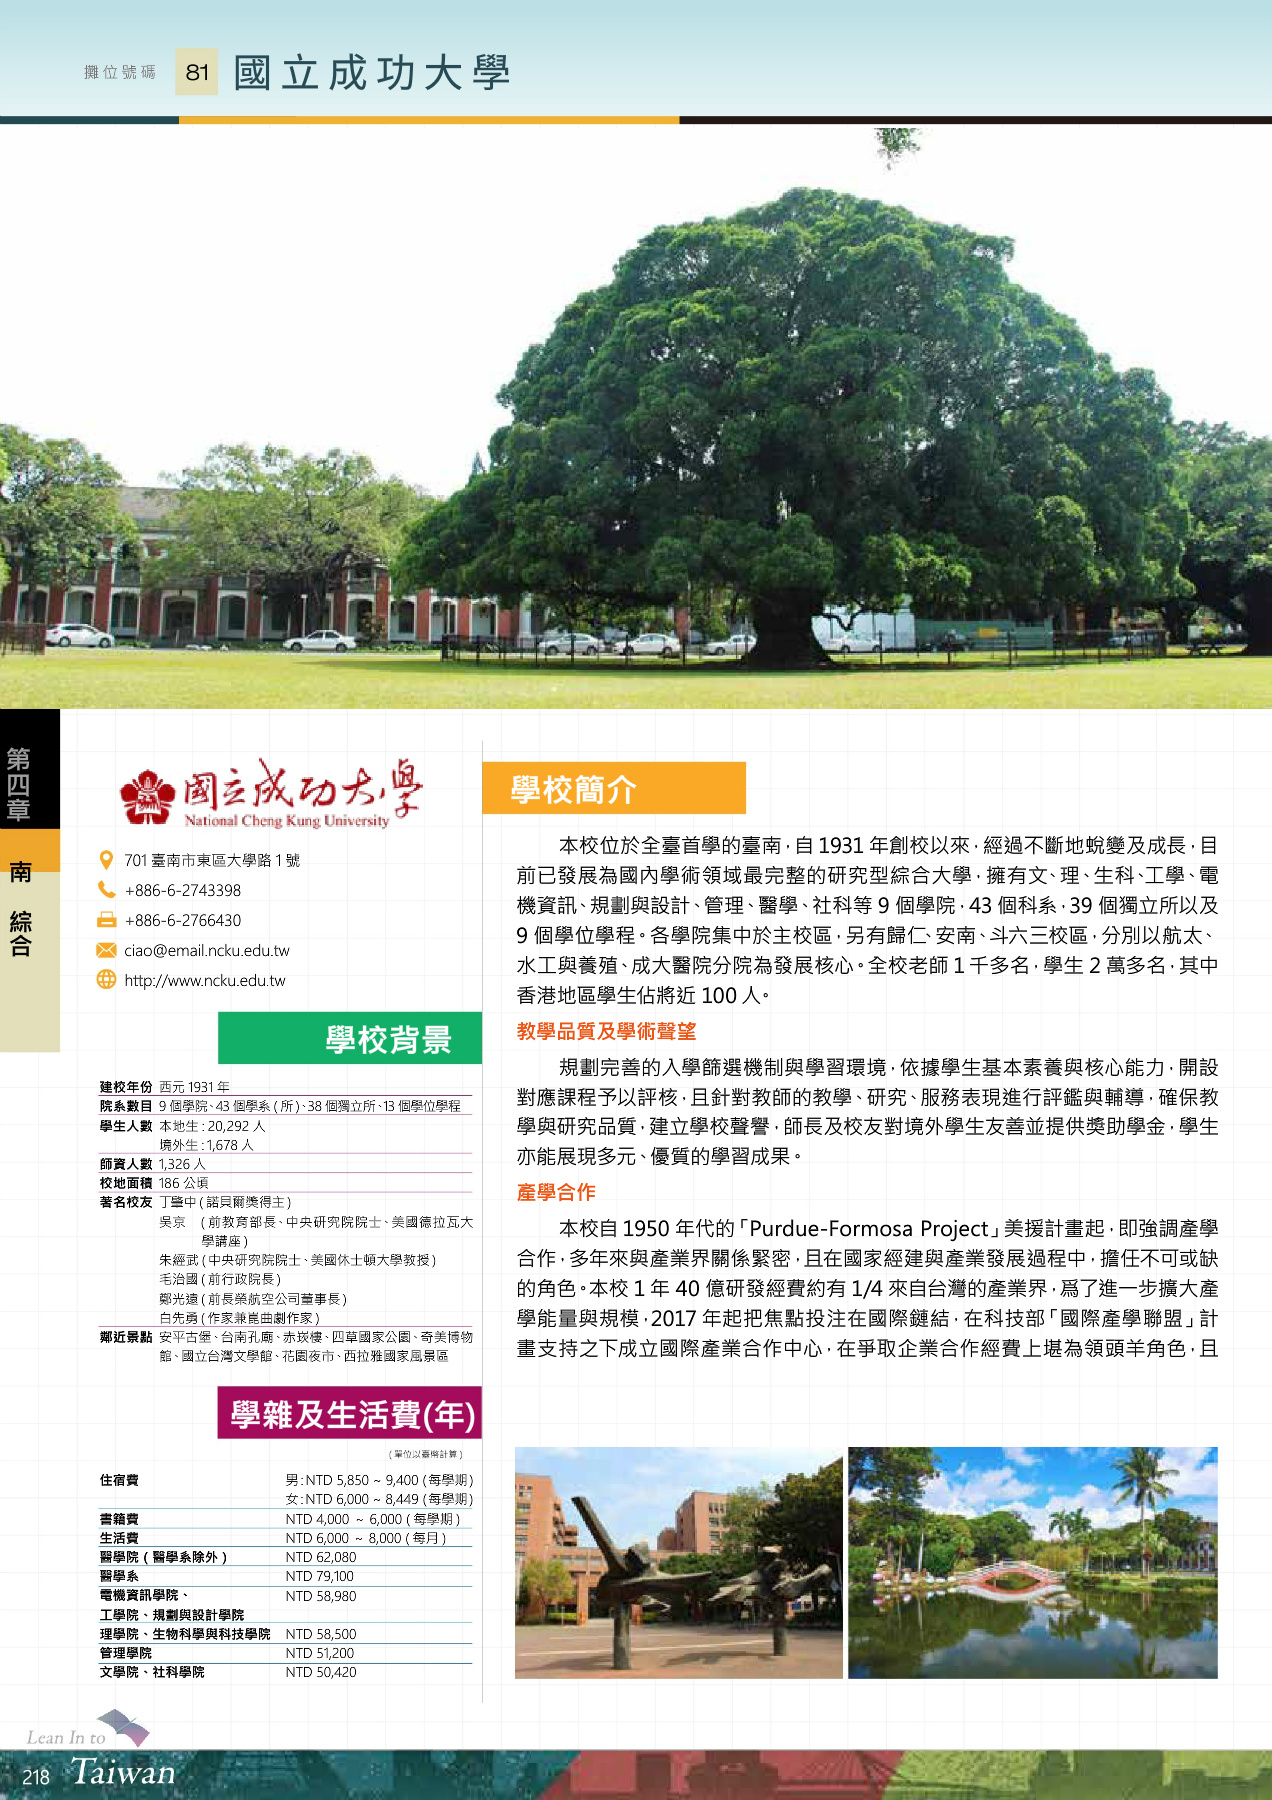 攤位號碼 81 國立成功大學
第四章
南
綜合
國立成功大學
National Cheng Kung University
701 臺南市東區大學路 1 號
+886-6-2743398
+886-6-2766430
ciao@email.ncku.edu.tw
http://www.ncku.edu.tw
學校背景
建校年份 西元 1931 年
院系數目 9 個學院、43 個學系 ( 所 )、38 個獨立所、13 個學位學程
學生人數 本地生 : 20,292 人
境外生 : 1,678 人
師資人數 1,326 人
校地面積 186 公頃
著名校友 丁肇中 ( 諾貝爾獎得主 )
吳京 ( 前教育部長、中央研究院院士、美國德拉瓦大
學講座 )
朱經武 ( 中央研究院院士、美國休士頓大學教授 )
毛治國 ( 前行政院長 )
鄭光遠 ( 前長榮航空公司董事長 )
白先勇 ( 作家兼崑曲劇作家 )
鄰近景點 安平古堡、台南孔廟、赤崁樓、四草國家公園、奇美博物
館、國立台灣文學館、花園夜市、西拉雅國家風景區
學雜及生活費(年)
( 單位以臺幣計算 )
住宿費 男 : NTD 5,850 ~ 9,400 ( 每學期)
女 : NTD 6,000 ~ 8,449 ( 每學期)
書籍費 NTD 4,000 ~ 6,000 ( 每學期 )
生活費 NTD 6,000 ~ 8,000 ( 每月 )
醫學院 ( 醫學系除外 ) NTD 62,080
醫學系 NTD 79,100
電機資訊學院、 NTD 58,980
工學院、規劃與設計學院
理學院、生物科學與科技學院 NTD 58,500
管理學院 NTD 51,200
文學院、社科學院 NTD 50,420
學校簡介
本校位於全臺首學的臺南，自 1931 年創校以來，經過不斷地蛻變及成長，目
前已發展為國內學術領域最完整的研究型綜合大學，擁有文、理、生科、工學、電
機資訊、規劃與設計、管理、醫學、社科等 9 個學院，43 個科系，39 個獨立所以及
9 個學位學程。各學院集中於主校區，另有歸仁、安南、斗六三校區，分別以航太、
水工與養殖、成大醫院分院為發展核心。全校老師 1 千多名，學生 2 萬多名，其中
香港地區學生佔將近 100 人。
教學品質及學術聲望
規劃完善的入學篩選機制與學習環境，依據學生基本素養與核心能力，開設
對應課程予以評核，且針對教師的教學、研究、服務表現進行評鑑與輔導，確保教
學與研究品質，建立學校聲譽，師長及校友對境外學生友善並提供獎助學金，學生
亦能展現多元、優質的學習成果。
產學合作
本校自 1950 年代的「Purdue-Formosa Project」美援計畫起，即強調產學
合作，多年來與產業界關係緊密，且在國家經建與產業發展過程中，擔任不可或缺
的角色。本校 1 年 40 億研發經費約有 1/4 來自台灣的產業界，爲了進一步擴大產
學能量與規模，2017 年起把焦點投注在國際鏈結，在科技部「國際產學聯盟」計
畫支持之下成立國際產業合作中心，在爭取企業合作經費上堪為領頭羊角色，且
Lean In to
218 Taiwan